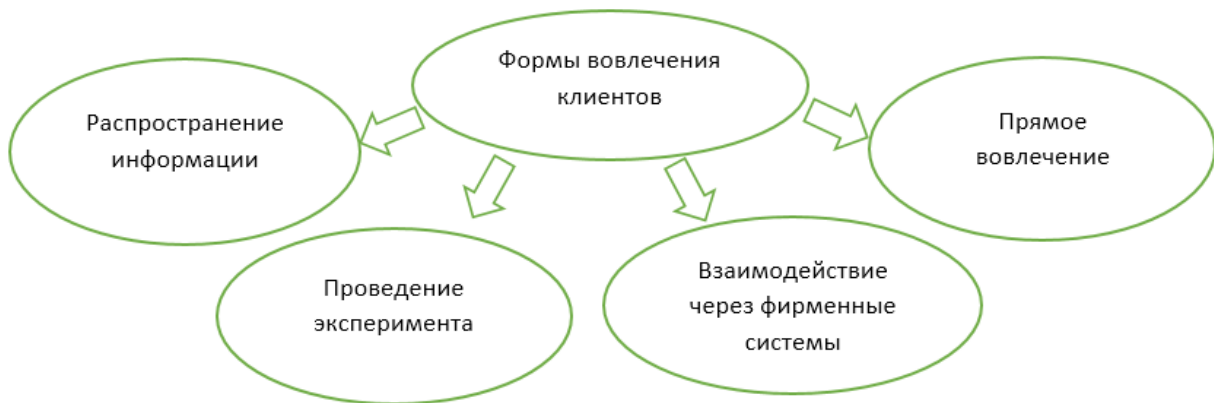 Формы вовлечения
клиентов
Распространение
информации
Прямое
вовлечение
Проведение
эксперимента
Взаимодействие
через фирменные
системы